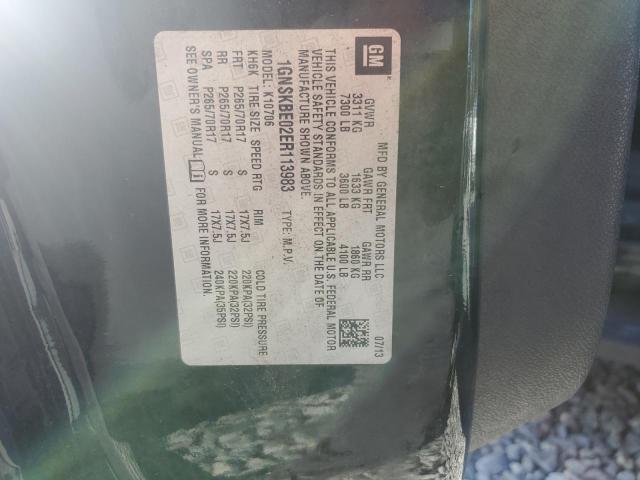 GM
MFD BY GENERAL MOTORS LLC 07/13
GVWR GAWR FRT GAWR RR
3311 KG 1633 KG 1860 KG
7300 LB 3600 LB 4100 LB
THIS VEHICLE CONFORMS TO ALL APPLICABLE U.S. FEDERAL MOTOR
VEHICLE SAFETY STANDARDS IN EFFECT ON THE DATE OF
MANUFACTURE SHOWN ABOVE.
1GNSKBE02ER113983 TYPE: M.P.V.
MODEL: K10706
KH6K TIRE SIZE SPEED RTG RIM COLD TIRE PRESSURE
FRT P265/70R17 S 17X7.5J 220KPA(32PSI)
RR P265/70R17 S 17X7.5J 220KPA(32PSI)
SPA P265/70R17 S 17X7.5J 240KPA(35PSI)
SEE OWNER'S MANUAL FOR MORE INFORMATION.